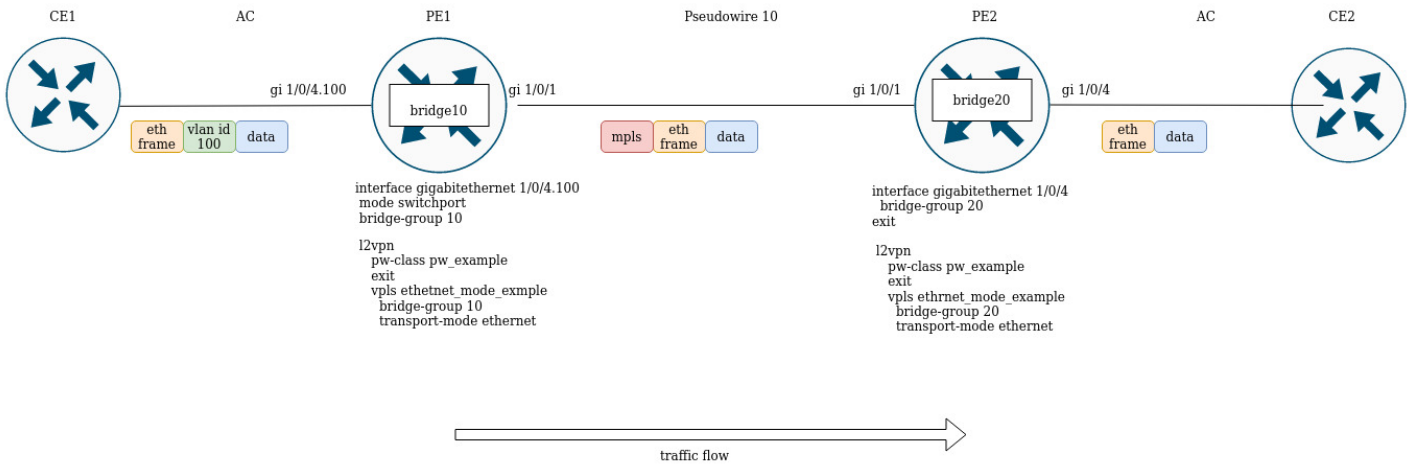 CE1
AC
PE1
Pseudowire 10
PE2
AC
CE2
gi 1/0/4.100
bridge10
gi 1/0/1
gi 1/0/1
bridge20
gi 1/0/4
eth
frame
vlan id
100
data
mpls
eth
frame
data
eth
frame
data
interface gigabitethernet 1/0/4.100
mode switchport
bridge-group 10
l2vpn
pw-class pw_example
exit
vpls ethetnet_mode_exmple
bridge-group 10
transport-mode ethernet
interface gigabitethernet 1/0/4
bridge-group 20
exit
l2vpn
pw-class pw_example
exit
vpls ethrnet_mode_example
bridge-group 20
transport-mode ethernet
traffic flow